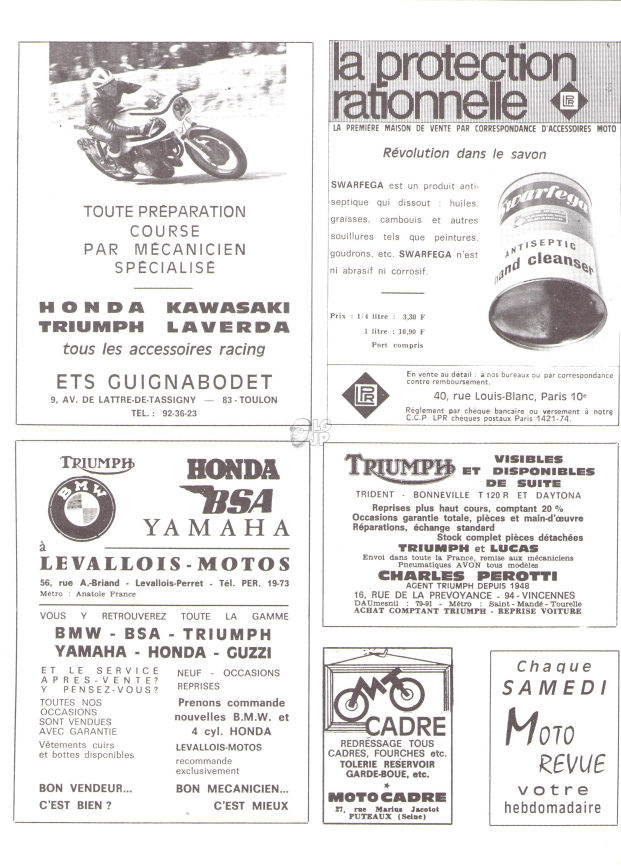 TOUTE PRÉPARATION
COURSE
PAR MÉCANICIEN
SPÉCIALISÉ
HONDA KAWASAKI
TRIUMPH LAVERDA
tous les accessoires racing
ETS GUIGNABODET
9, AV. DE LATTRE-DE-TASSIGNY — 83 - TOULON
TEL. : 92-36-23
la protection
rationnelle
LPR
LA PREMIERE MAISON DE VENTE PAR CORRESPONDANCE D'ACCESSOIRES MOTO
Révolution dans le savon
SWARFEGA est un produit anti-
septique qui dissout : huiles,
graisses, cambouis et autres
souillures tels que peintures,
goudrons, etc. SWARFEGA n'est
ni abrasif ni corrosif.
Swarfega
ANTISEPTIC
hand cleanser
Prix : 1/4 litre : 3,30 F
1 litre : 10,90 F
Port compris
LPR
En vente au détail : à nos bureaux ou par correspondance
contre remboursement.
40, rue Louis-Blanc, Paris 10e
Règlement par chèque bancaire ou versement à notre
C.C.P. LPR chèques postaux Paris 1421-74.
LG
JP
TRIUMPH
BMW
HONDA
BSA
YAMAHA
à
LEVALLOIS - MOTOS
56, rue A.-Briand - Levallois-Perret - Tél. PER. 19-73
Métro : Anatole France
VOUS Y RETROUVEREZ TOUTE LA GAMME
BMW - BSA - TRIUMPH
YAMAHA - HONDA - GUZZI
ET LE SERVICE
APRES-VENTE?
Y PENSEZ-VOUS?
TOUTES NOS
OCCASIONS
SONT VENDUES
AVEC GARANTIE
Vêtements cuirs
et bottes disponibles
NEUF - OCCASIONS
REPRISES
Prenons commande
nouvelles B.M.W. et
4 cyl. HONDA
LEVALLOIS-MOTOS
recommande
exclusivement
BON VENDEUR...
C'EST BIEN ?
BON MECANICIEN...
C'EST MIEUX
TRIUMPH
VISIBLES
ET DISPONIBLES
DE SUITE
TRIDENT - BONNEVILLE T 120 R ET DAYTONA
Reprises plus haut cours, comptant 20 %
Occasions garantie totale, pièces et main-d'œuvre
Réparations, échange standard
Stock complet pièces détachées
TRIUMPH et LUCAS
Envoi dans toute la France, remise aux mécaniciens
Pneumatiques AVON tous modèles
CHARLES PEROTTI
AGENT TRIUMPH DEPUIS 1948
16, RUE DE LA PREVOYANCE - 94 - VINCENNES
DAUmesnil : 79-91 - Métro : Saint - Mandé - Tourelle
ACHAT COMPTANT TRIUMPH - REPRISE VOITURE
MOTO
CADRE
REDRESSAGE TOUS
CADRES, FOURCHES etc.
TOLERIE RESERVOIR
GARDE-BOUE, etc.
★
MOTO CADRE
27, rue Marius Jacotot
PUTEAUX (Seine)
Chaque
SAMEDI
MOTO
REVUE
votre
hebdomadaire